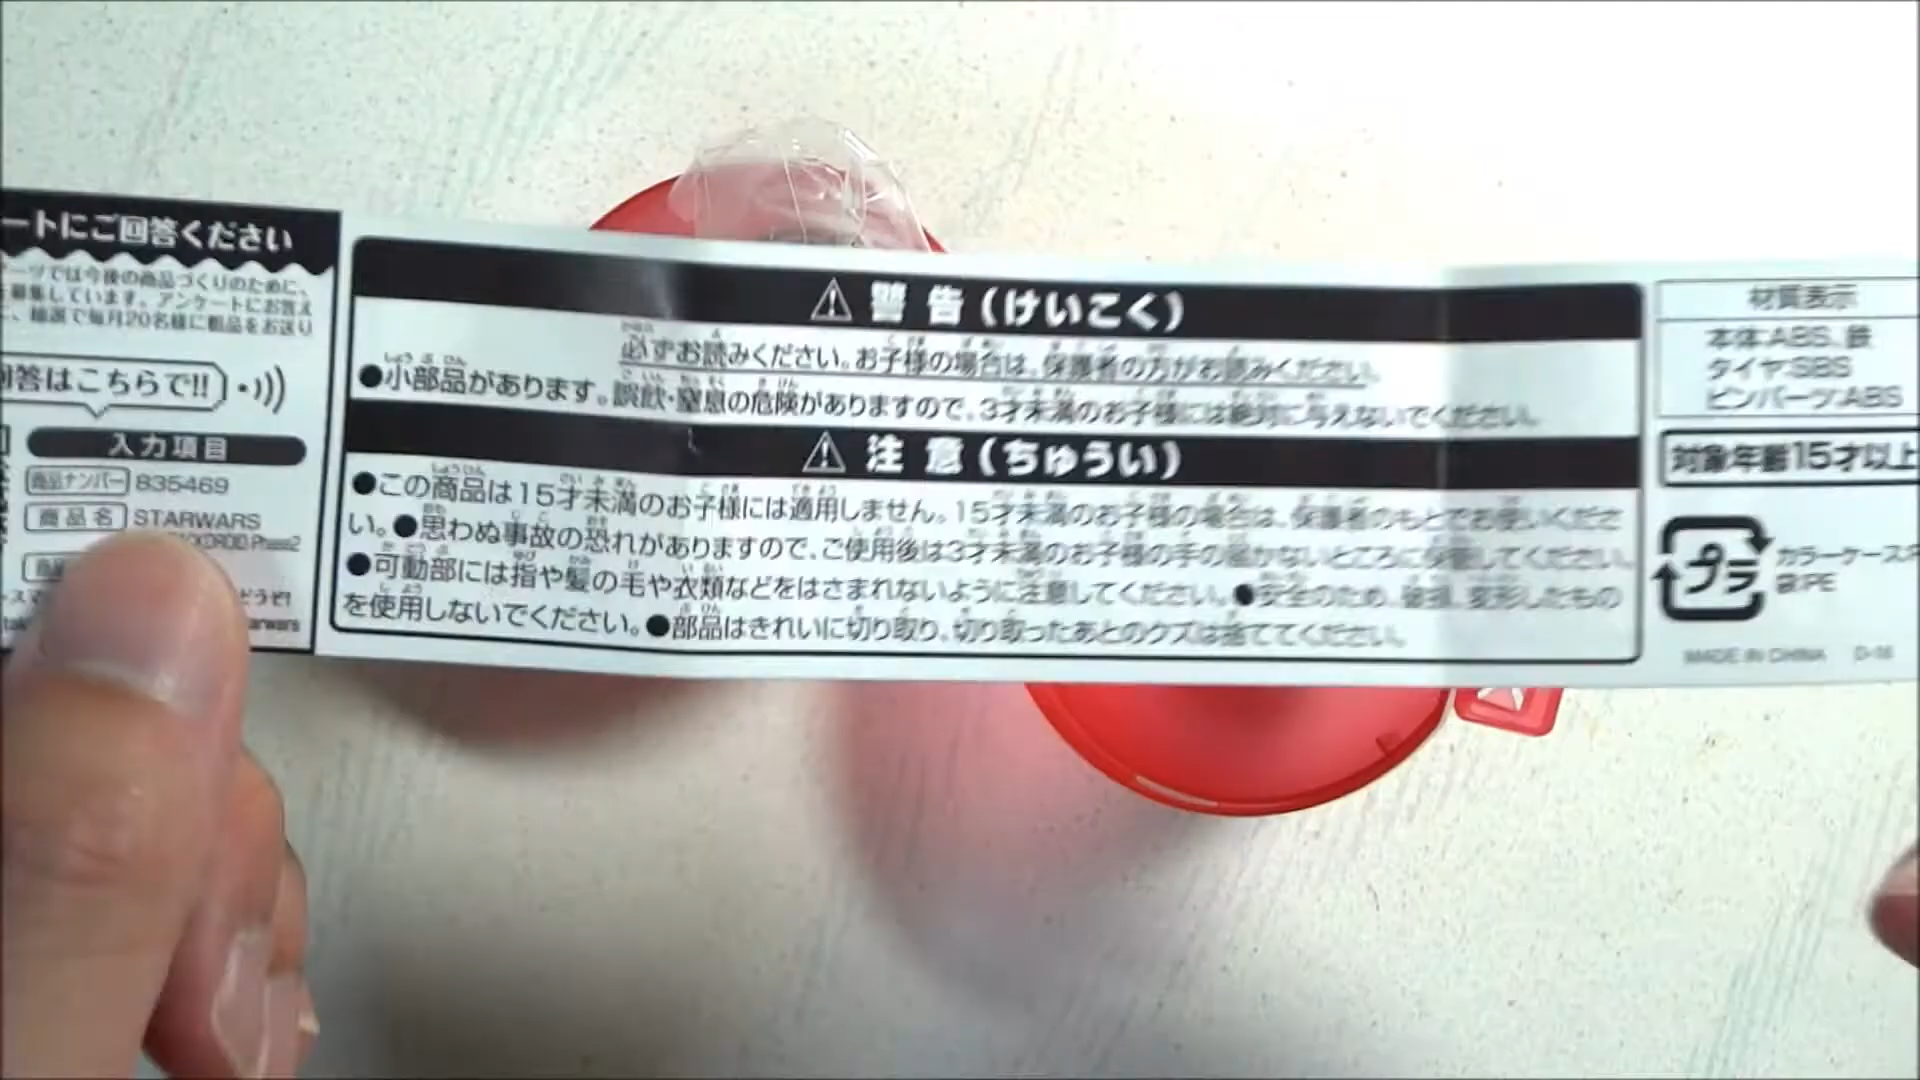 ートにご回答ください
ーツでは今後の商品づくりのために、
募集しています。アンケートにお答え
、抽選で毎月20名様に粗品をお送り
回答はこちらで!!
入力項目
商品ナンバー 835469
商品名 STARWARS
Phase2
どうぞ!
arwars
⚠ 警告(けいこく)
必ずお読みください。お子様の場合は、保護者の方がお読みください。
●小部品があります。誤飲・窒息の危険がありますので、3才未満のお子様には絶対に与えないでください。
⚠ 注意(ちゅうい)
●この商品は15才未満のお子様には適用しません。15才未満のお子様の場合は、保護者のもとでお使いくださ
い。●思わぬ事故の恐れがありますので、ご使用後は3才未満のお子様の手の届かないところに保管してください。
●可動部には指や髪の毛や衣類などをはさまれないように注意してください。●安全のため、破損、変形したもの
を使用しないでください。●部品はきれいに切り取り、切り取ったあとのクズは捨ててください。
材質表示
本体:ABS、鉄
タイヤ:SBS
ピンパーツ:ABS
対象年齢15才以上
プラ
カラーケース:P
袋:PE
MADE IN CHINA D-16